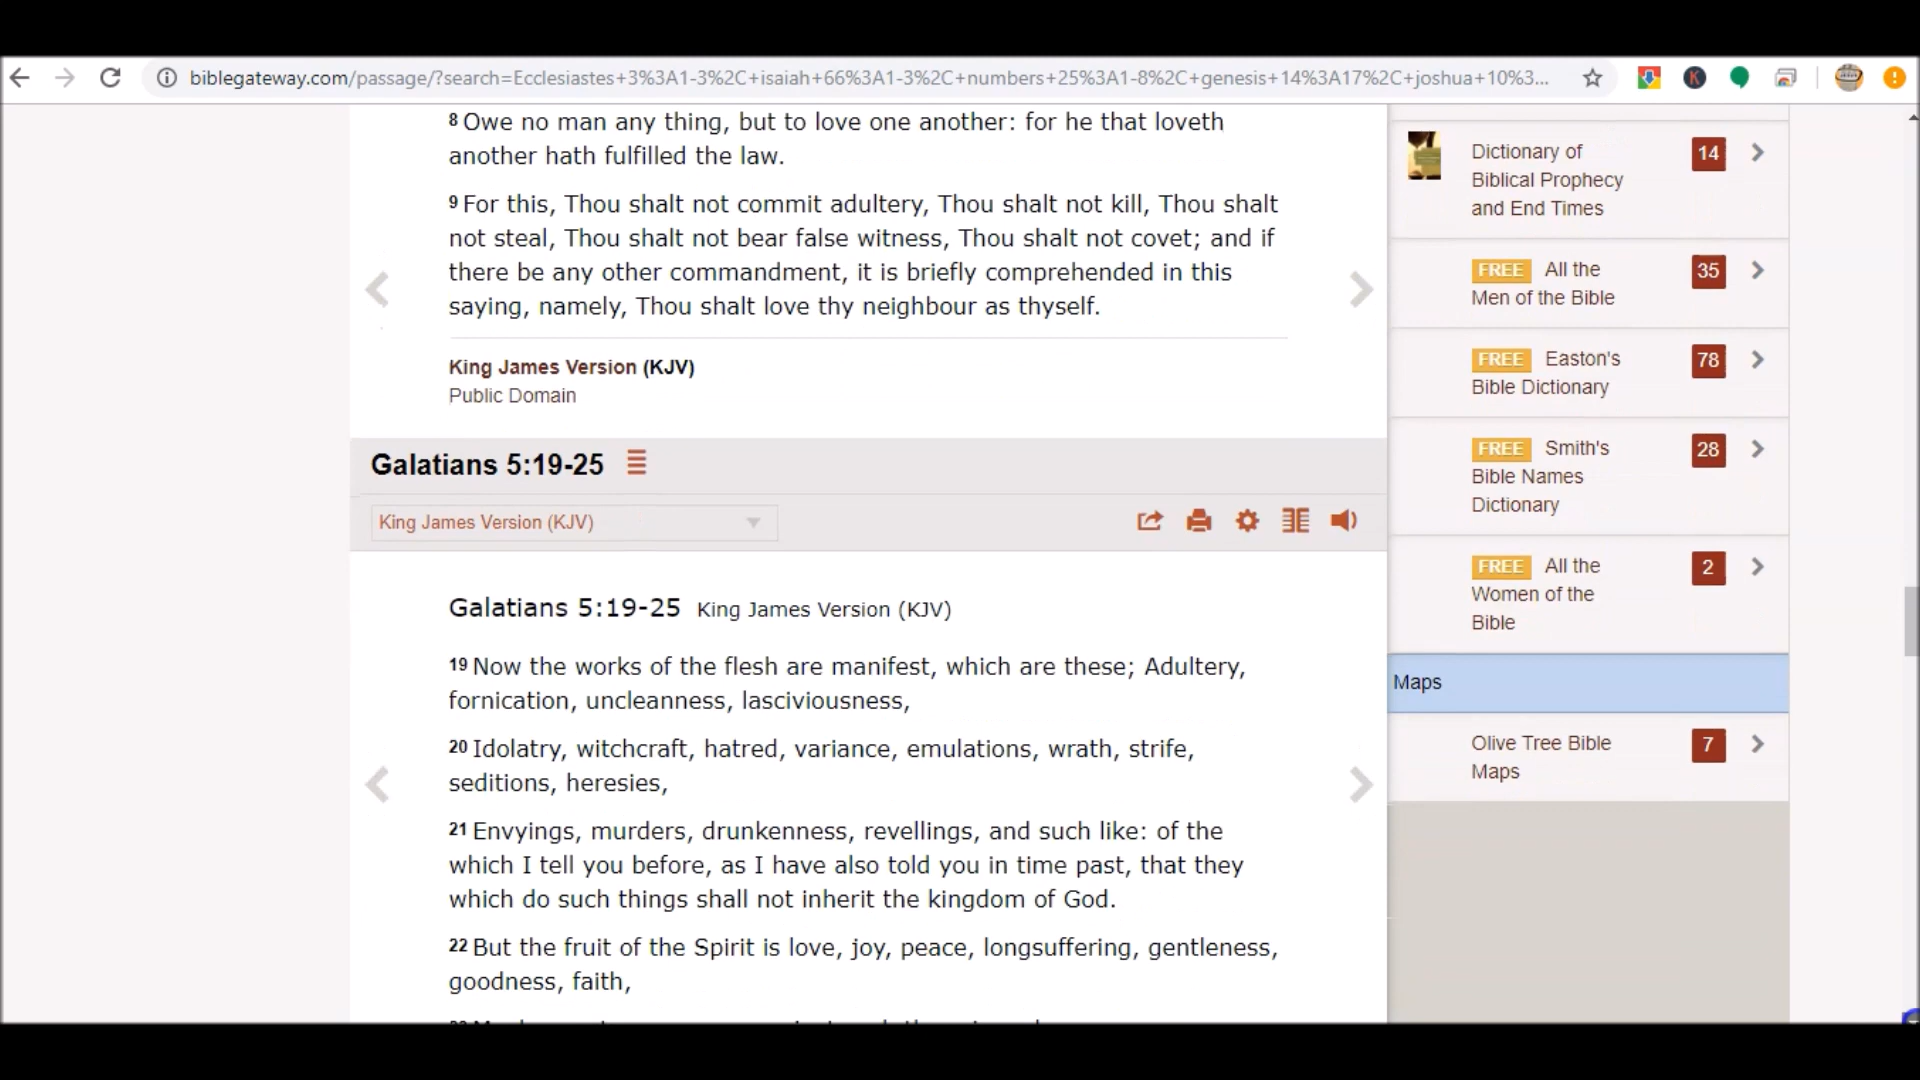 biblegateway.com/passage/?search=Ecclesiastes+3%3A1-3%2C+isaiah+66%3A1-3%2C+numbers+25%3A1-8%2C+genesis+14%3A17%2C+joshua+10%3...
8 Owe no man any thing, but to love one another: for he that loveth
another hath fulfilled the law.
9 For this, Thou shalt not commit adultery, Thou shalt not kill, Thou shalt
not steal, Thou shalt not bear false witness, Thou shalt not covet; and if
there be any other commandment, it is briefly comprehended in this
saying, namely, Thou shalt love thy neighbour as thyself.
King James Version (KJV)
Public Domain
Galatians 5:19-25
King James Version (KJV)
Galatians 5:19-25 King James Version (KJV)
19 Now the works of the flesh are manifest, which are these; Adultery,
fornication, uncleanness, lasciviousness,
20 Idolatry, witchcraft, hatred, variance, emulations, wrath, strife,
seditions, heresies,
21 Envyings, murders, drunkenness, revellings, and such like: of the
which I tell you before, as I have also told you in time past, that they
which do such things shall not inherit the kingdom of God.
22 But the fruit of the Spirit is love, joy, peace, longsuffering, gentleness,
goodness, faith,
Dictionary of 14
Biblical Prophecy
and End Times
FREE All the 35
Men of the Bible
FREE Easton's 78
Bible Dictionary
FREE Smith's 28
Bible Names
Dictionary
FREE All the 2
Women of the
Bible
Maps
Olive Tree Bible 7
Maps